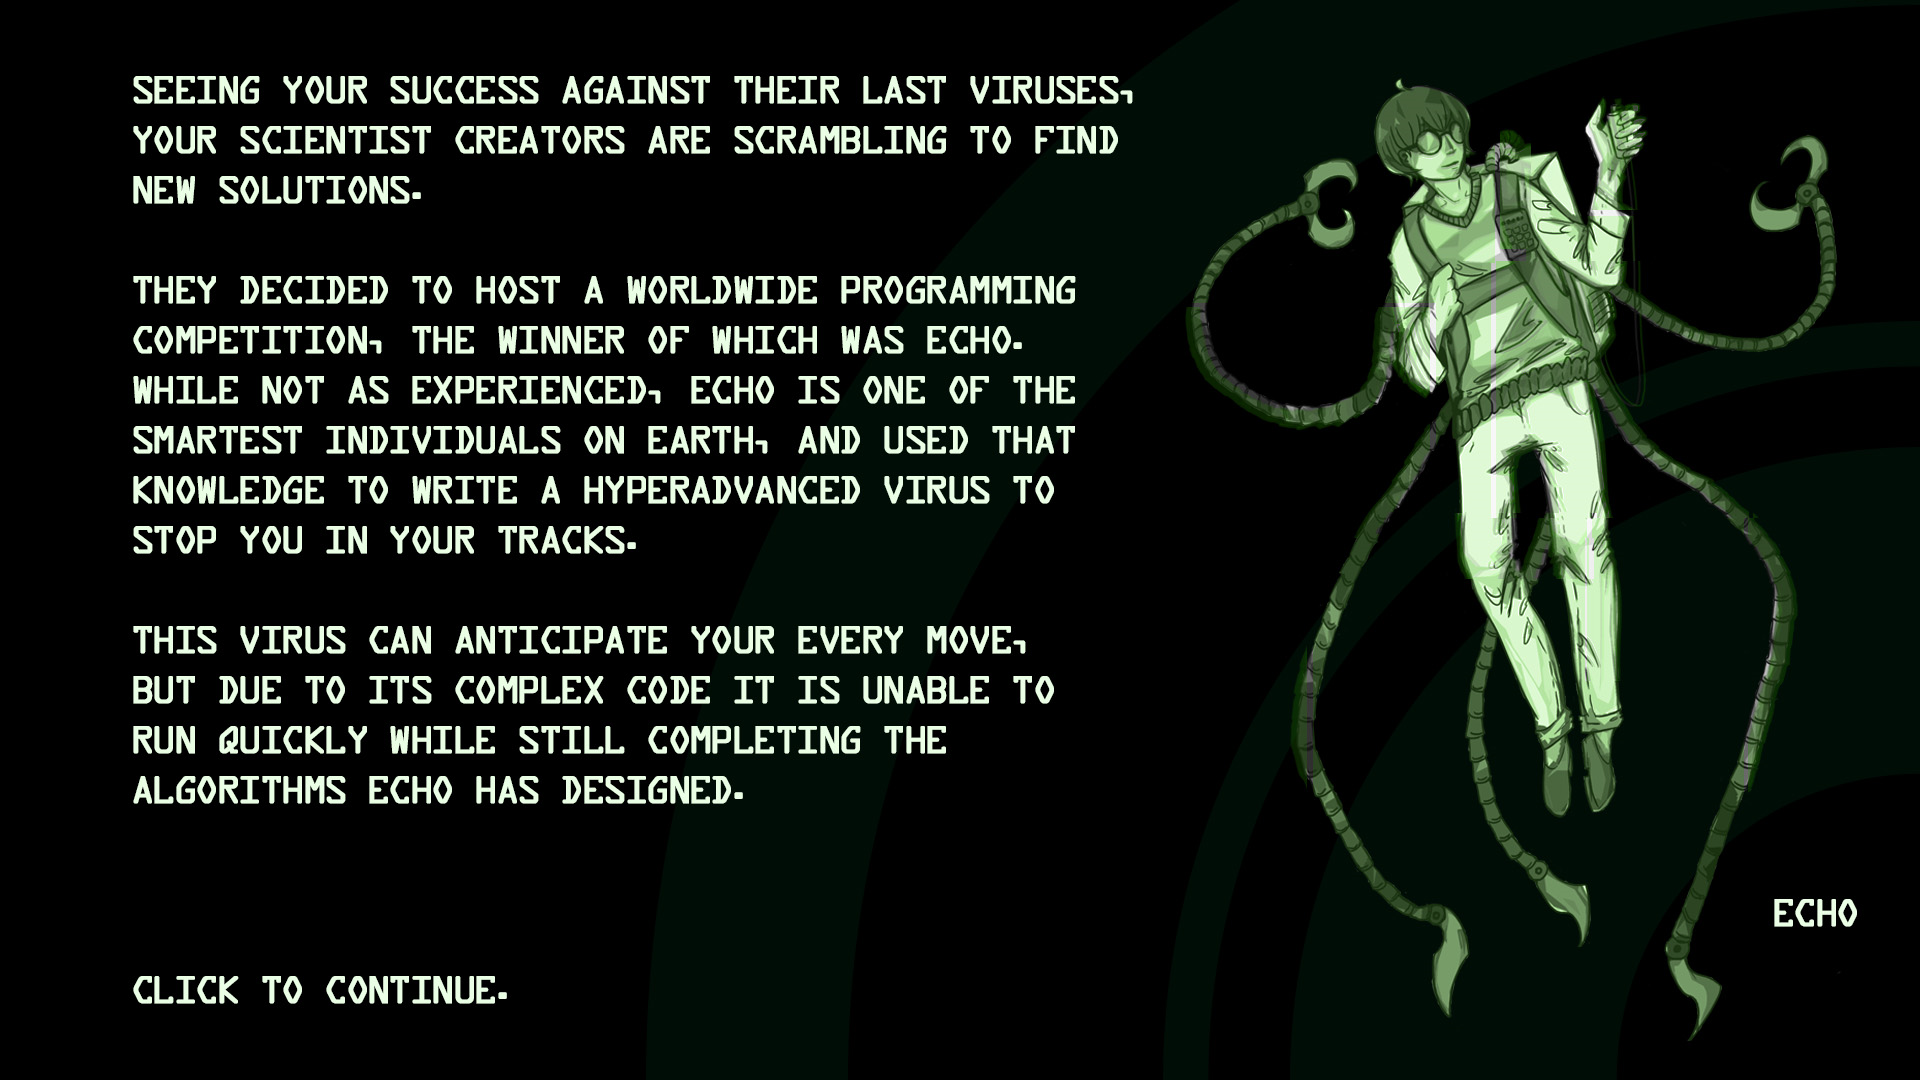 SEEING YOUR SUCCESS AGAINST THEIR LAST VIRUSES,
YOUR SCIENTIST CREATORS ARE SCRAMBLING TO FIND
NEW SOLUTIONS.
THEY DECIDED TO HOST A WORLDWIDE PROGRAMMING
COMPETITION, THE WINNER OF WHICH WAS ECHO.
WHILE NOT AS EXPERIENCED, ECHO IS ONE OF THE
SMARTEST INDIVIDUALS ON EARTH, AND USED THAT
KNOWLEDGE TO WRITE A HYPERADVANCED VIRUS TO
STOP YOU IN YOUR TRACKS.
THIS VIRUS CAN ANTICIPATE YOUR EVERY MOVE,
BUT DUE TO ITS COMPLEX CODE IT IS UNABLE TO
RUN QUICKLY WHILE STILL COMPLETING THE
ALGORITHMS ECHO HAS DESIGNED.
ECHO
CLICK TO CONTINUE.